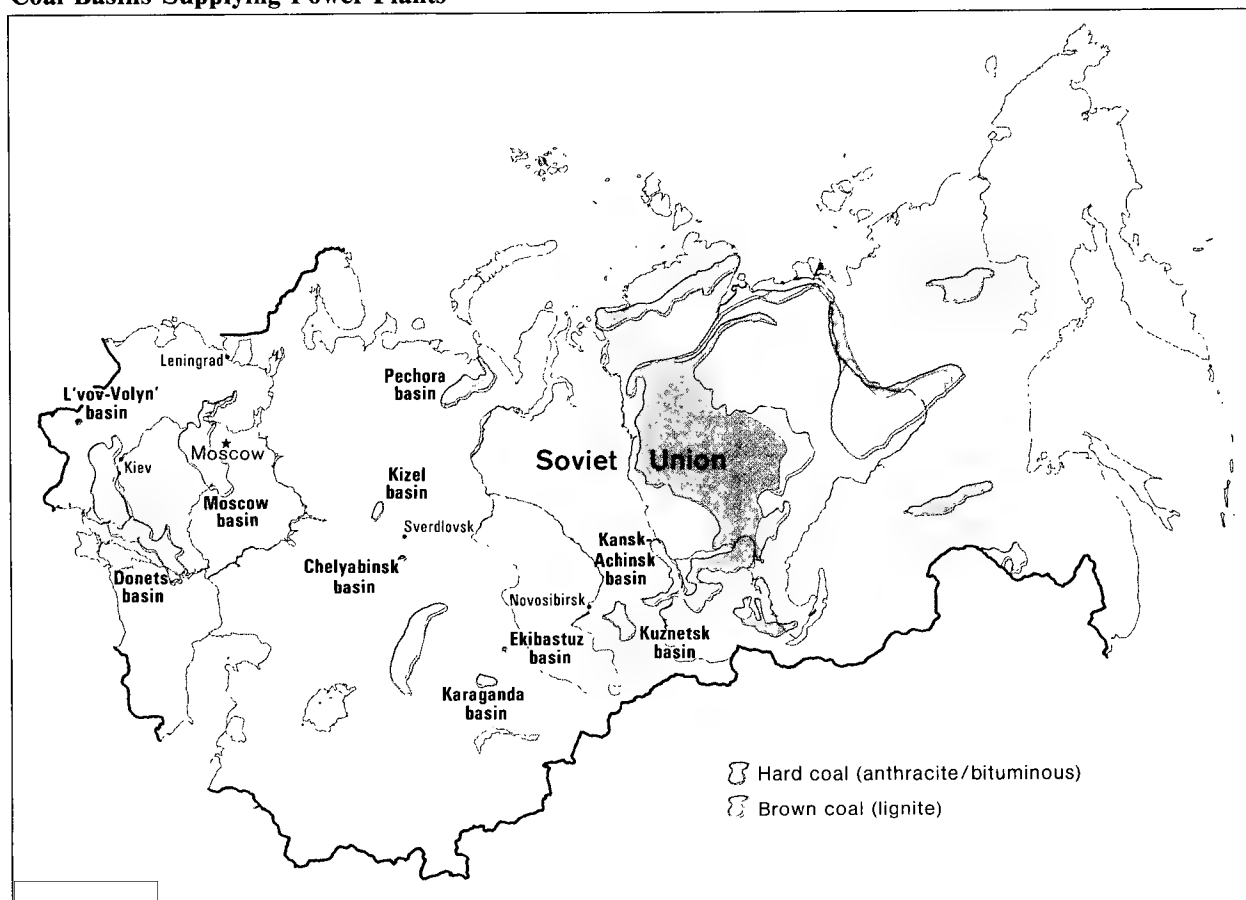 Coal Basins Supplying Power Plants
Leningrad
L'vov-Volyn'
basin
Pechora
basin
Moscow
Kiev
Soviet Union
Kizel
basin
Moscow
basin
Sverdlovsk
Kansk-
Achinsk
basin
Chelyabinsk
basin
Donets
basin
Novosibirsk
Ekibastuz
basin
Kuznetsk
basin
Karaganda
basin
Hard coal (anthracite/bituminous)
Brown coal (lignite)